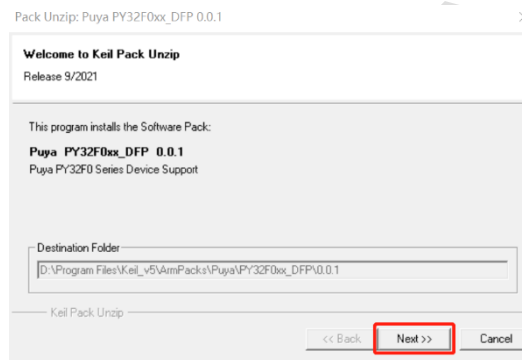 Pack Unzip: Puya PY32F0xx_DFP 0.0.1
Welcome to Keil Pack Unzip
Release 9/2021
This program installs the Software Pack:
Puya PY32F0xx_DFP 0.0.1
Puya PY32F0 Series Device Support
Destination Folder
D:\Program Files\Keil_v5\ArmPacks\Puya\PY32F0xx_DFP\0.0.1
Keil Pack Unzip
<< Back Next >> Cancel